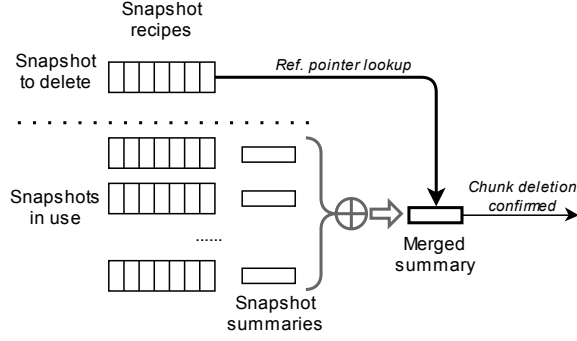 Snapshot
recipes
Snapshot
to delete
Ref. pointer lookup
Snapshots
in use
......
Chunk deletion
confirmed
Merged
summary
Snapshot
summaries